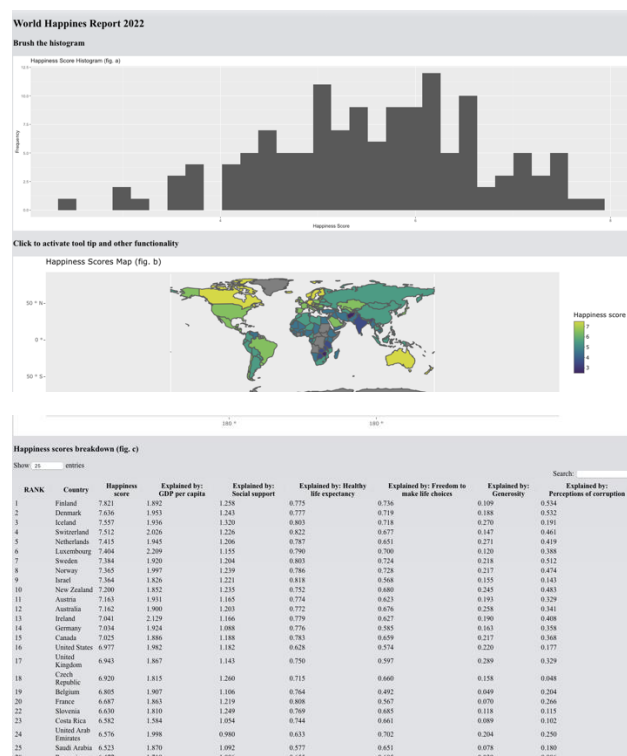 World Happines Report 2022
Brush the histogram
Happiness Score Histogram (fig. a)
12.5
10.0
7.5
5.0
2.5
0.0
Frequency
4
6
8
Happiness Score
Click to activate tool tip and other functionality
Happiness Scores Map (fig. b)
50 ° N
0 °
50 ° S
Happiness score
7
6
5
4
3
180 ° 180 °
Happiness scores breakdown (fig. c)
Show 25 entries
Search:
RANK Country Happiness score Explained by: GDP per capita Explained by: Social support Explained by: Healthy life expectancy Explained by: Freedom to make life choices Explained by: Generosity Explained by: Perceptions of corruption
1 Finland 7.821 1.892 1.258 0.775 0.736 0.109 0.534
2 Denmark 7.636 1.953 1.243 0.777 0.719 0.188 0.532
3 Iceland 7.557 1.936 1.320 0.803 0.718 0.270 0.191
4 Switzerland 7.512 2.026 1.226 0.822 0.677 0.147 0.461
5 Netherlands 7.415 1.945 1.206 0.787 0.651 0.271 0.419
6 Luxembourg 7.404 2.209 1.155 0.790 0.700 0.120 0.388
7 Sweden 7.384 1.920 1.204 0.803 0.724 0.218 0.512
8 Norway 7.365 1.997 1.239 0.786 0.728 0.217 0.474
9 Israel 7.364 1.826 1.221 0.818 0.568 0.155 0.143
10 New Zealand 7.200 1.852 1.235 0.752 0.680 0.245 0.483
11 Austria 7.163 1.931 1.165 0.774 0.623 0.193 0.329
12 Australia 7.162 1.900 1.203 0.772 0.676 0.258 0.341
13 Ireland 7.041 2.129 1.166 0.779 0.627 0.190 0.408
14 Germany 7.034 1.924 1.088 0.776 0.585 0.163 0.358
15 Canada 7.025 1.886 1.188 0.783 0.659 0.217 0.368
16 United States 6.977 1.982 1.182 0.628 0.574 0.220 0.177
17 United Kingdom 6.943 1.867 1.143 0.750 0.597 0.289 0.329
18 Czech Republic 6.920 1.815 1.260 0.715 0.660 0.158 0.048
19 Belgium 6.805 1.907 1.106 0.764 0.492 0.049 0.204
20 France 6.687 1.863 1.219 0.808 0.567 0.070 0.266
22 Slovenia 6.630 1.810 1.249 0.769 0.685 0.118 0.115
23 Costa Rica 6.582 1.584 1.054 0.744 0.661 0.089 0.102
24 United Arab Emirates 6.576 1.998 0.980 0.633 0.702 0.204 0.250
25 Saudi Arabia 6.523 1.870 1.092 0.577 0.651 0.078 0.180